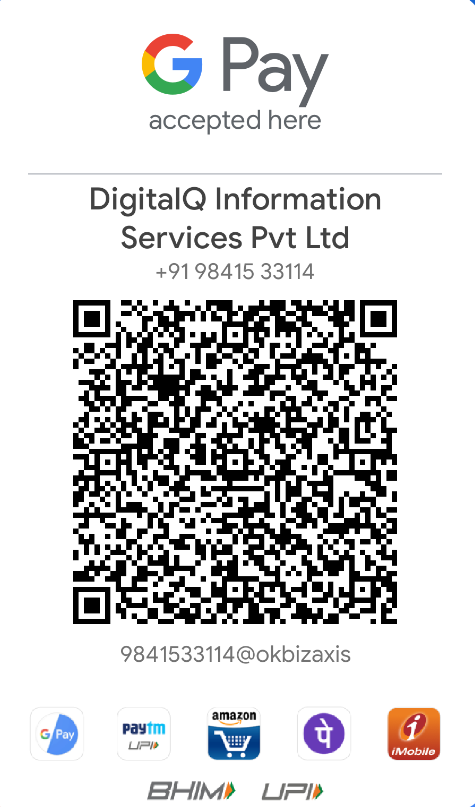 G Pay
accepted here
DigitalQ Information
Services Pvt Ltd
+91 98415 33114
9841533114@okbizaxis
G Pay
paytm
UPI
amazon
पे
i
iMobile
BHIM UPI